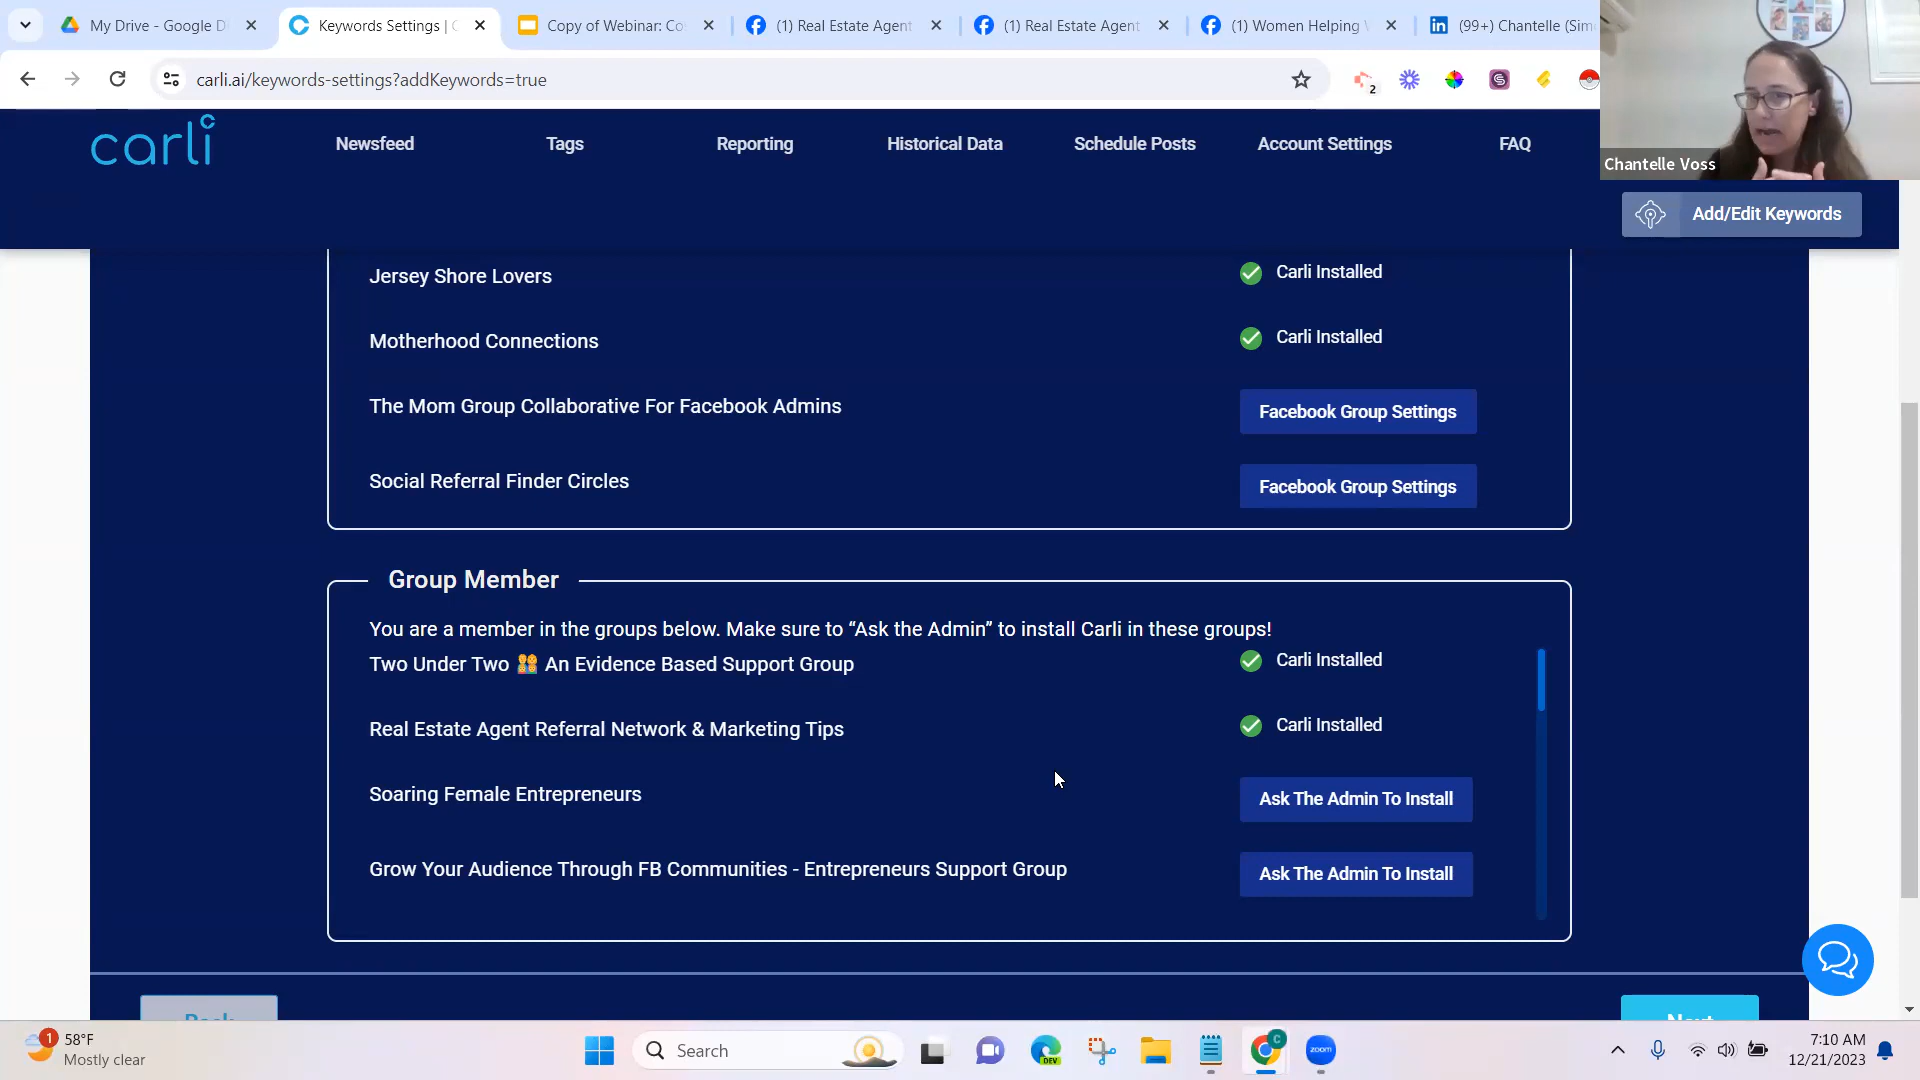 My Drive - Google D
Keywords Settings | C
Copy of Webinar: Co
(1) Real Estate Agent
(1) Real Estate Agent
(1) Women Helping
(99+) Chantelle (Sim
carli.ai/keywords-settings?addKeywords=true
2
carli
Newsfeed
Tags
Reporting
Historical Data
Schedule Posts
Account Settings
FAQ
Chantelle Voss
Add/Edit Keywords
Jersey Shore Lovers
Carli Installed
Motherhood Connections
Carli Installed
The Mom Group Collaborative For Facebook Admins
Facebook Group Settings
Social Referral Finder Circles
Facebook Group Settings
Group Member
You are a member in the groups below. Make sure to “Ask the Admin” to install Carli in these groups!
Two Under Two 👫 An Evidence Based Support Group
Carli Installed
Real Estate Agent Referral Network & Marketing Tips
Carli Installed
Soaring Female Entrepreneurs
Ask The Admin To Install
Grow Your Audience Through FB Communities - Entrepreneurs Support Group
Ask The Admin To Install
Back
Next
1
58°F
Mostly clear
Search
DEV
C
zoom
7:10 AM
12/21/2023